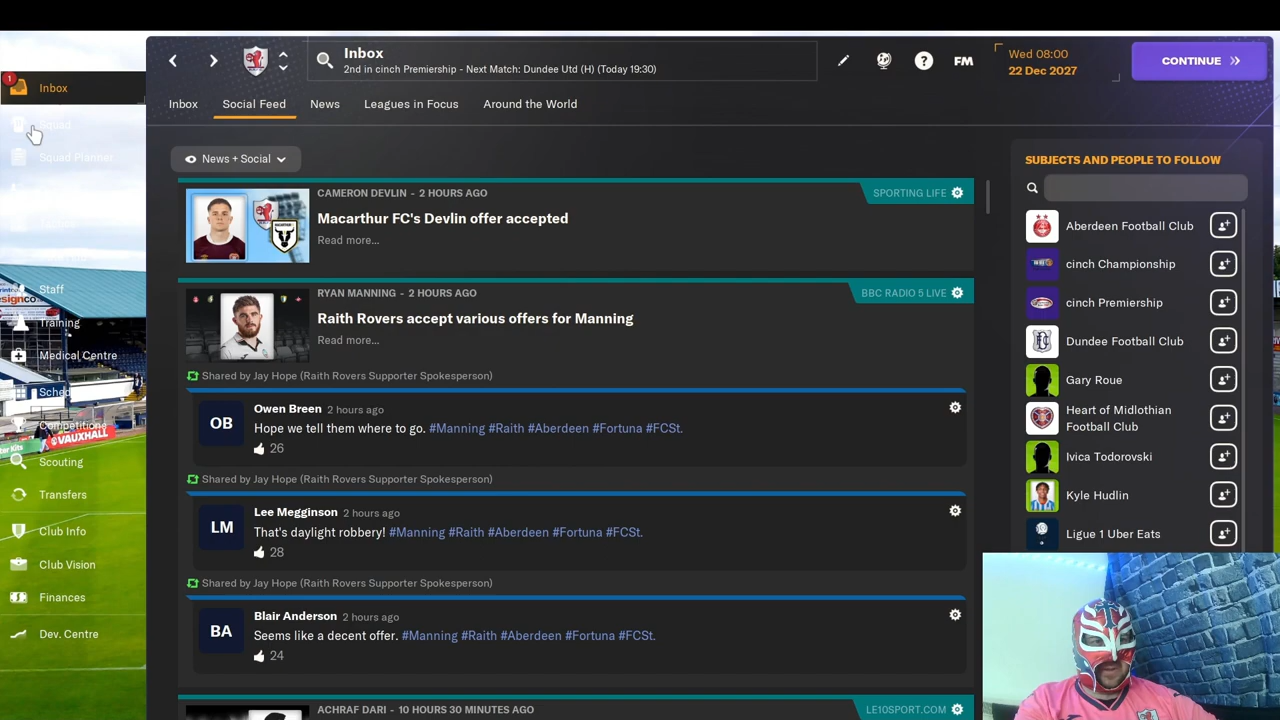 Inbox
2nd in cinch Premiership - Next Match: Dundee Utd (H) (Today 19:30)
FM
Wed 08:00
22 Dec 2027
CONTINUE
1
Inbox
Squad
Squad Planner
Staff
Training
Medical Centre
Sched
Competitions
VAUXHALL
Scouting
Transfers
Club Info
Club Vision
Finances
Dev. Centre
Inbox
Social Feed
News
Leagues in Focus
Around the World
News + Social
CAMERON DEVLIN - 2 HOURS AGO
SPORTING LIFE
Macarthur FC's Devlin offer accepted
Read more...
RYAN MANNING - 2 HOURS AGO
BBC RADIO 5 LIVE
Raith Rovers accept various offers for Manning
Read more...
Shared by Jay Hope (Raith Rovers Supporter Spokesperson)
OB
Owen Breen 2 hours ago
Hope we tell them where to go. #Manning #Raith #Aberdeen #Fortuna #FCSt.
26
Shared by Jay Hope (Raith Rovers Supporter Spokesperson)
LM
Lee Megginson 2 hours ago
That's daylight robbery! #Manning #Raith #Aberdeen #Fortuna #FCSt.
28
Shared by Jay Hope (Raith Rovers Supporter Spokesperson)
BA
Blair Anderson 2 hours ago
Seems like a decent offer. #Manning #Raith #Aberdeen #Fortuna #FCSt.
24
ACHRAF DARI - 10 HOURS 30 MINUTES AGO
LE10SPORT.COM
SUBJECTS AND PEOPLE TO FOLLOW
Aberdeen Football Club
cinch Championship
cinch Premiership
Dundee Football Club
Gary Roue
Heart of Midlothian
Football Club
Ivica Todorovski
Kyle Hudlin
Ligue 1 Uber Eats